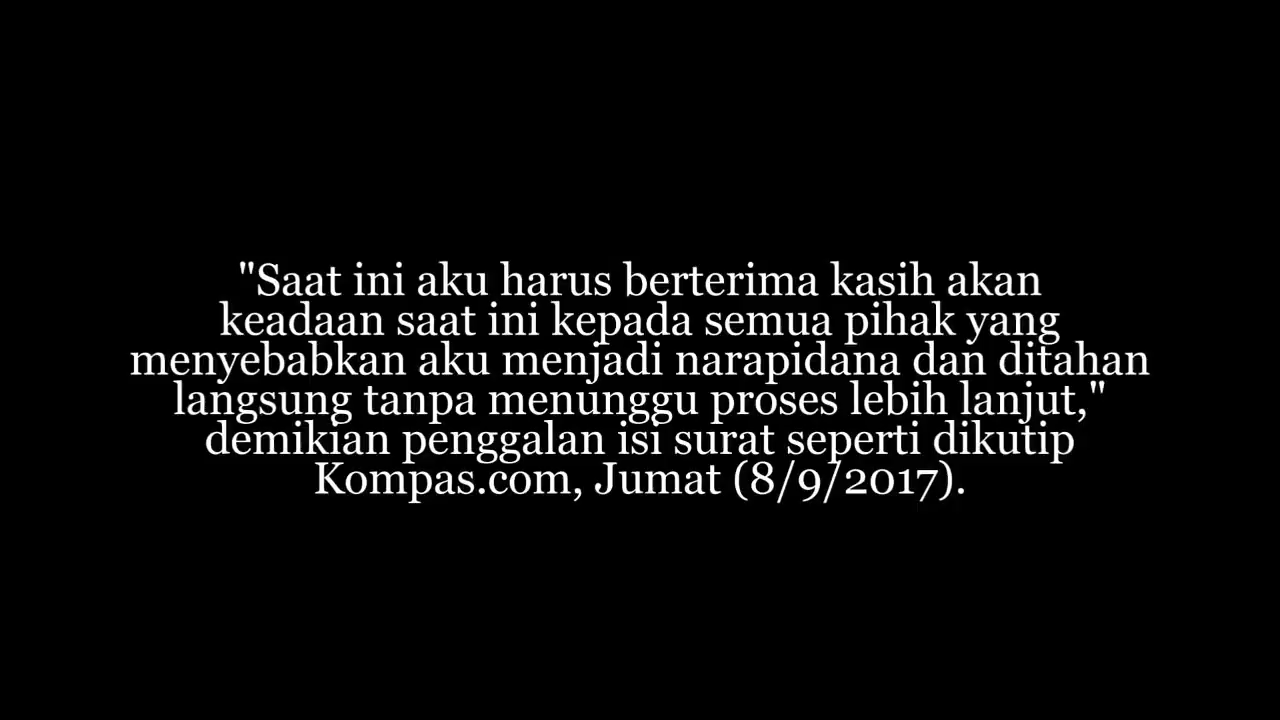 "Saat ini aku harus berterima kasih akan
keadaan saat ini kepada semua pihak yang
menyebabkan aku menjadi narapidana dan ditahan
langsung tanpa menunggu proses lebih lanjut,"
demikian penggalan isi surat seperti dikutip
Kompas.com, Jumat (8/9/2017).